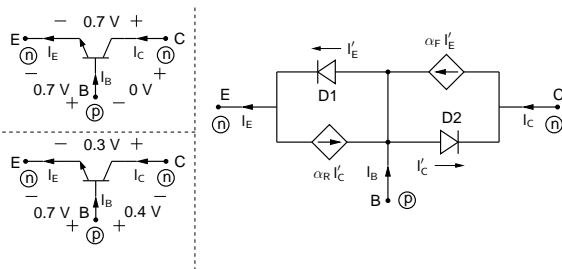 − 0.7 V +
E I_E I_C C
n n
− I_B +
0.7 V B 0 V
+ p −
− 0.3 V +
E I_E I_C C
n n
− I_B −
0.7 V B 0.4 V
+ p +
I′_E α_F I′_E
D1
E C
I_E D2 I_C
n n
α_R I′_C I_B I′_C
B p